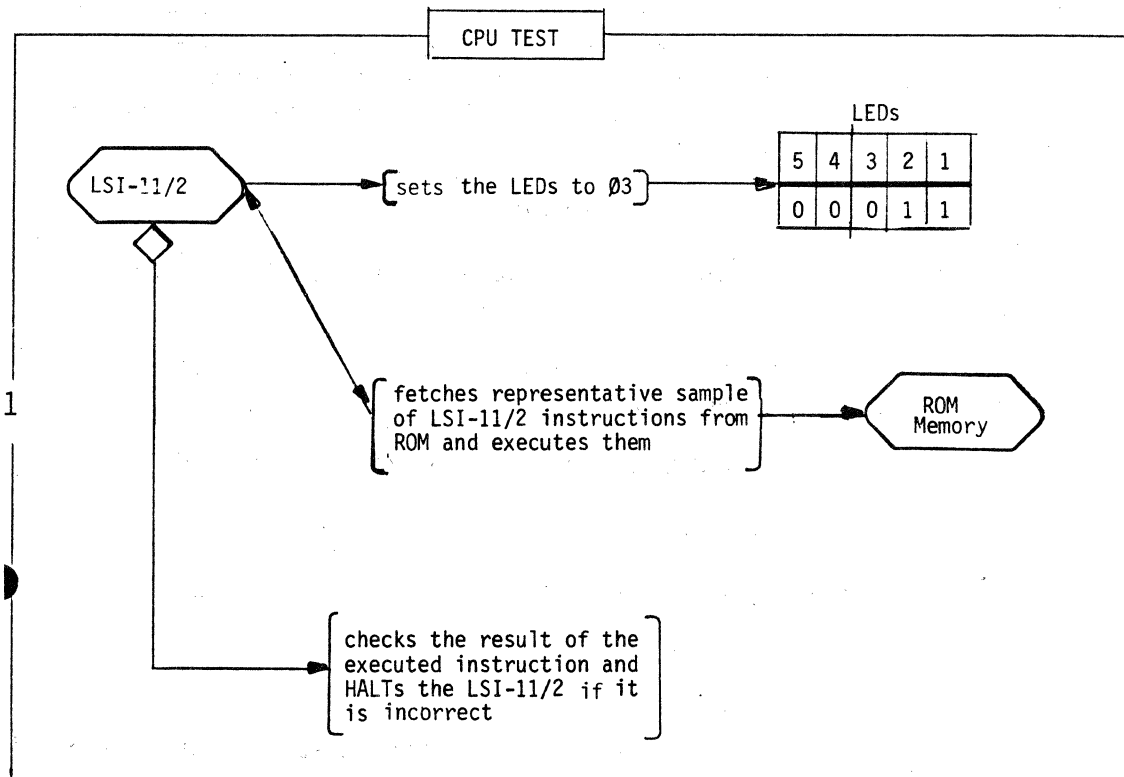 CPU TEST
LEDs
5 4 3 2 1
0 0 0 1 1
LSI-11/2
sets the LEDs to Ø3
fetches representative sample
of LSI-11/2 instructions from
ROM and executes them
ROM
Memory
1
checks the result of the
executed instruction and
HALTs the LSI-11/2 if it
is incorrect